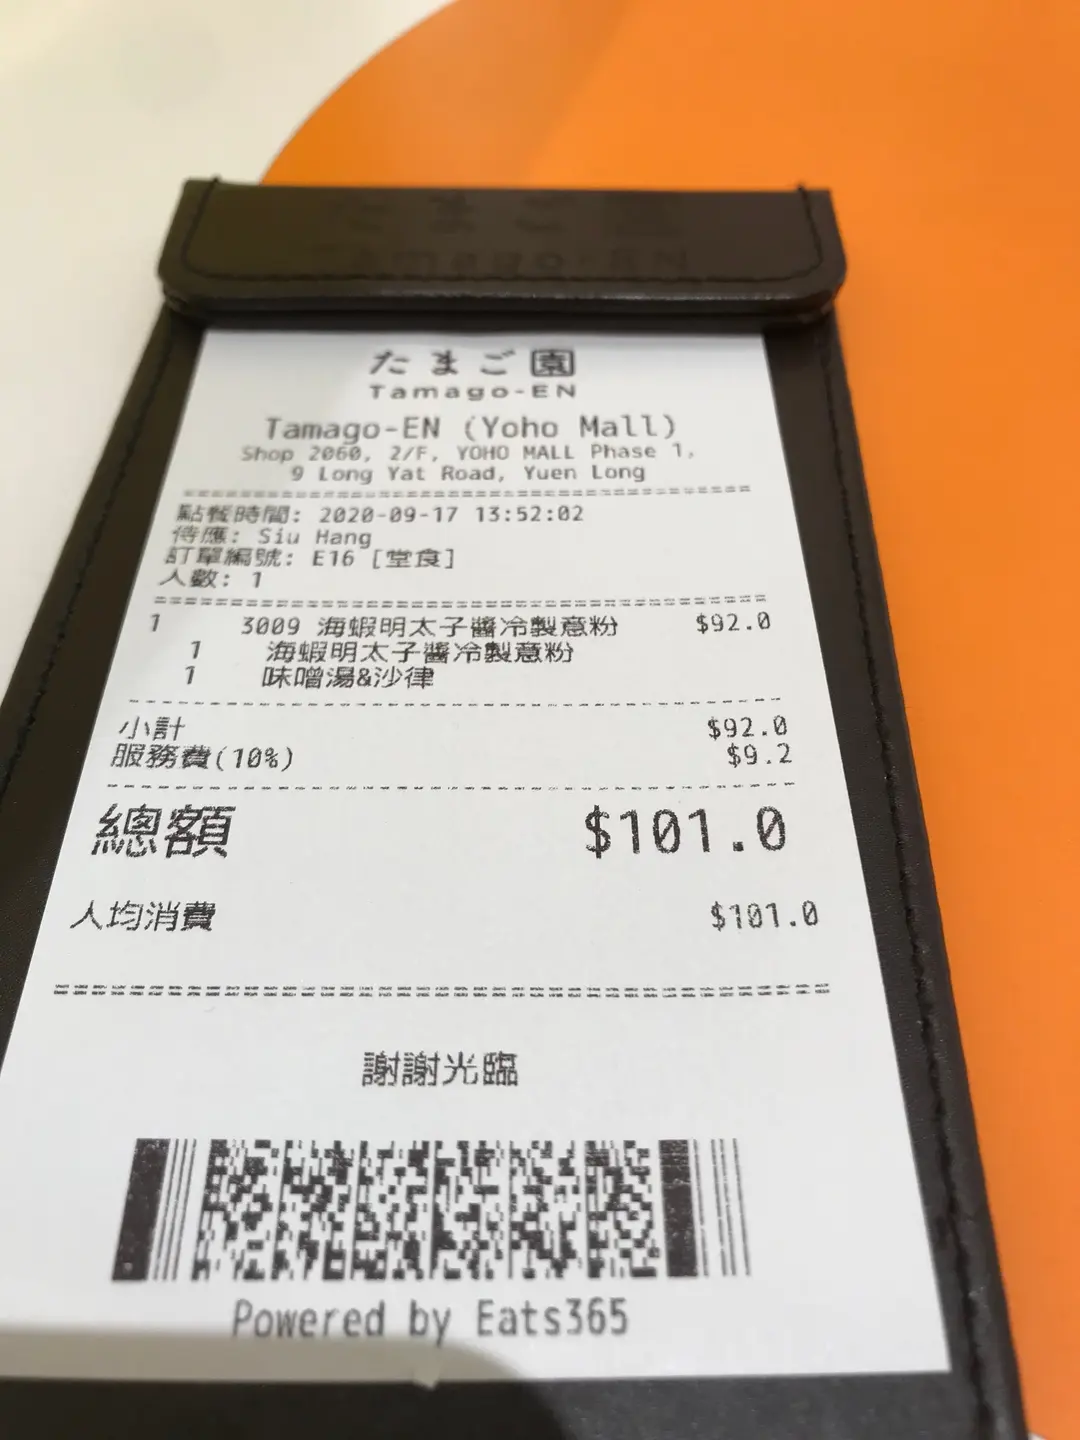 たまご園
Tamago-EN
Tamago-EN (Yoho Mall)
Shop 2060, 2/F, YOHO MALL Phase 1,
9 Long Yat Road, Yuen Long
點餐時間: 2020-09-17 13:52:02
侍應: Siu Hang
訂單編號: E16 [堂食]
人數: 1
1 3009 海蝦明太子醬冷製意粉 $92.0
1 海蝦明太子醬冷製意粉
1 味噌湯&沙律
小計 $92.0
服務費(10%) $9.2
總額 $101.0
人均消費 $101.0
謝謝光臨
Powered by Eats365